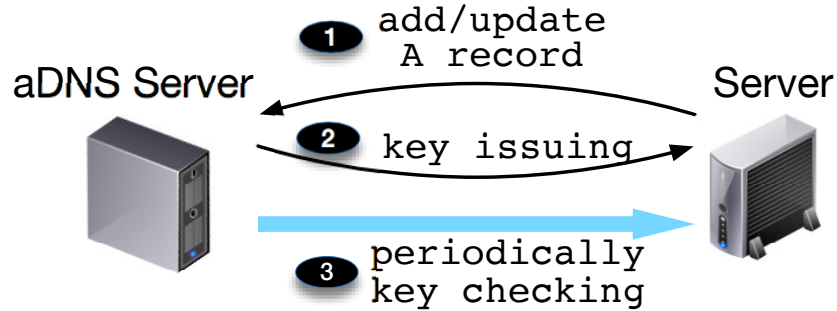 1 add/update
A record
aDNS Server
Server
2 key issuing
3 periodically
key checking